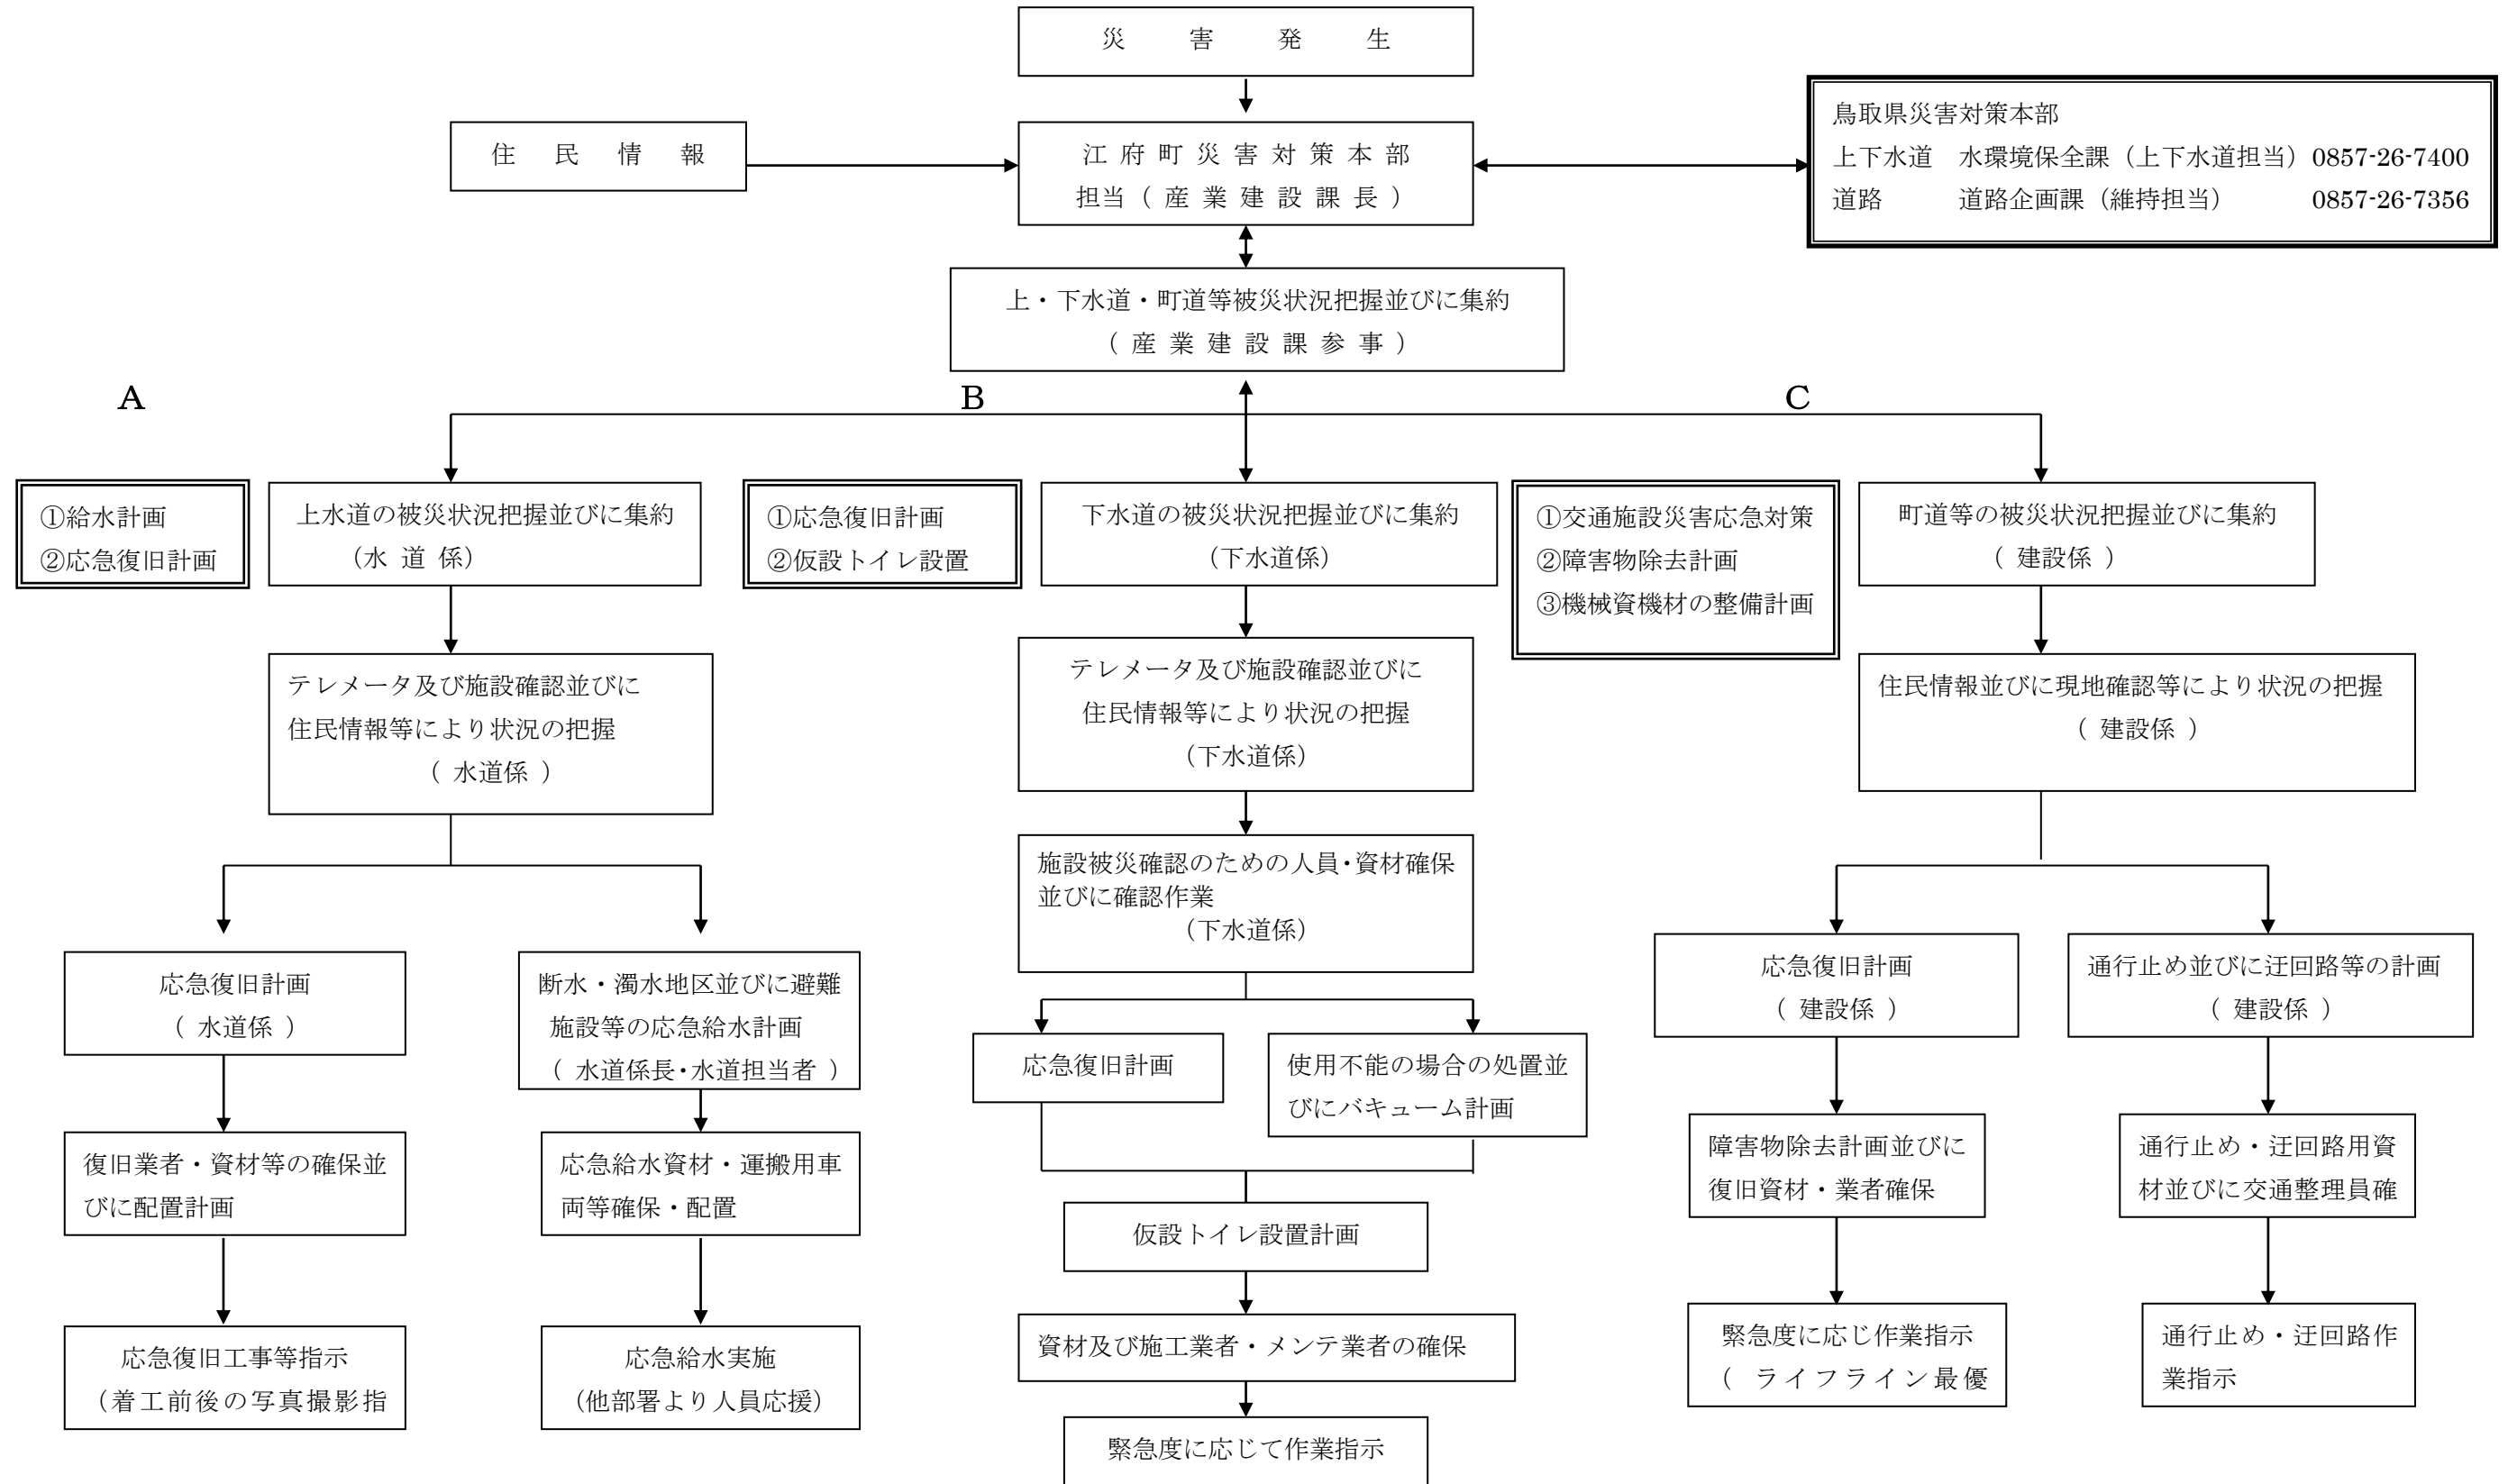 災 害 発 生
住 民 情 報
江 府 町 災 害 対 策 本 部
担当（ 産 業 建 設 課 長 ）
鳥取県災害対策本部
上下水道　水環境保全課（上下水道担当）0857-26-7400
道路　　　道路企画課（維持担当）　　　0857-26-7356
上・下水道・町道等被災状況把握並びに集約
（ 産 業 建 設 課 参 事 ）
A
B
C
①給水計画
②応急復旧計画
上水道の被災状況把握並びに集約
（水 道 係）
①応急復旧計画
②仮設トイレ設置
下水道の被災状況把握並びに集約
（下水道係）
①交通施設災害応急対策
②障害物除去計画
③機械資機材の整備計画
町道等の被災状況把握並びに集約
（ 建設係 ）
テレメータ及び施設確認並びに
住民情報等により状況の把握
（ 水道係 ）
テレメータ及び施設確認並びに
住民情報等により状況の把握
（下水道係）
住民情報並びに現地確認等により状況の把握
（ 建設係 ）
施設被災確認のための人員・資材確保
並びに確認作業
（下水道係）
応急復旧計画
（ 水道係 ）
断水・濁水地区並びに避難
施設等の応急給水計画
（ 水道係長・水道担当者 ）
応急復旧計画
使用不能の場合の処置並
びにバキューム計画
応急復旧計画
（ 建設係 ）
通行止め並びに迂回路等の計画
（ 建設係 ）
復旧業者・資材等の確保並
びに配置計画
応急給水資材・運搬用車
両等確保・配置
仮設トイレ設置計画
障害物除去計画並びに
復旧資材・業者確保
通行止め・迂回路用資
材並びに交通整理員確
応急復旧工事等指示
（着工前後の写真撮影指
応急給水実施
（他部署より人員応援）
資材及び施工業者・メンテ業者の確保
緊急度に応じて作業指示
緊急度に応じ作業指示
（ ライフライン最優
通行止め・迂回路作
業指示